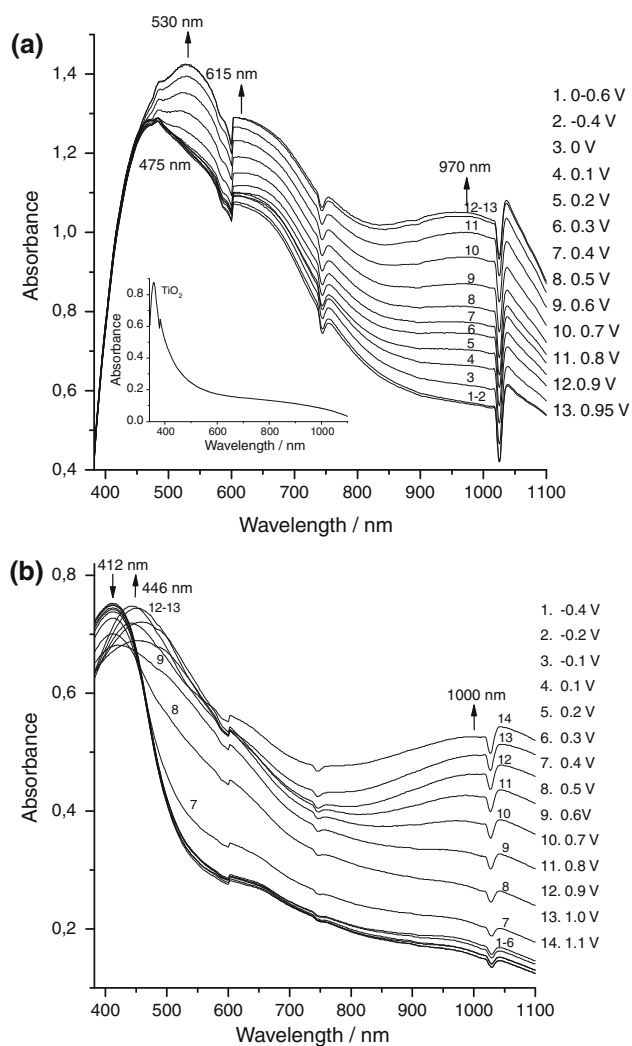 (a)
530 nm
615 nm
475 nm
970 nm
1,4
1,3
1,2
1,0
0,8
0,6
0,4
Absorbance
400 500 600 700 800 900 1000 1100
Wavelength / nm
12-13
11
10
9
8
7
6
5
4
3
1-2
1. 0-0.6 V
2. -0.4 V
3. 0 V
4. 0.1 V
5. 0.2 V
6. 0.3 V
7. 0.4 V
8. 0.5 V
9. 0.6 V
10. 0.7 V
11. 0.8 V
12. 0.9 V
13. 0.95 V
TiO2
0.8
0.6
0.4
0.2
0.0
Absorbance
400 600 800 1000
Wavelength / nm
(b)
412 nm
446 nm
12-13
9
8
7
1000 nm
14
13
12
11
10
9
8
7
1-6
0,8
0,6
0,4
0,2
Absorbance
400 500 600 700 800 900 1000 1100
Wavelength / nm
1. -0.4 V
2. -0.2 V
3. -0.1 V
4. 0.1 V
5. 0.2 V
6. 0.3 V
7. 0.4 V
8. 0.5 V
9. 0.6V
10. 0.7 V
11. 0.8 V
12. 0.9 V
13. 1.0 V
14. 1.1 V